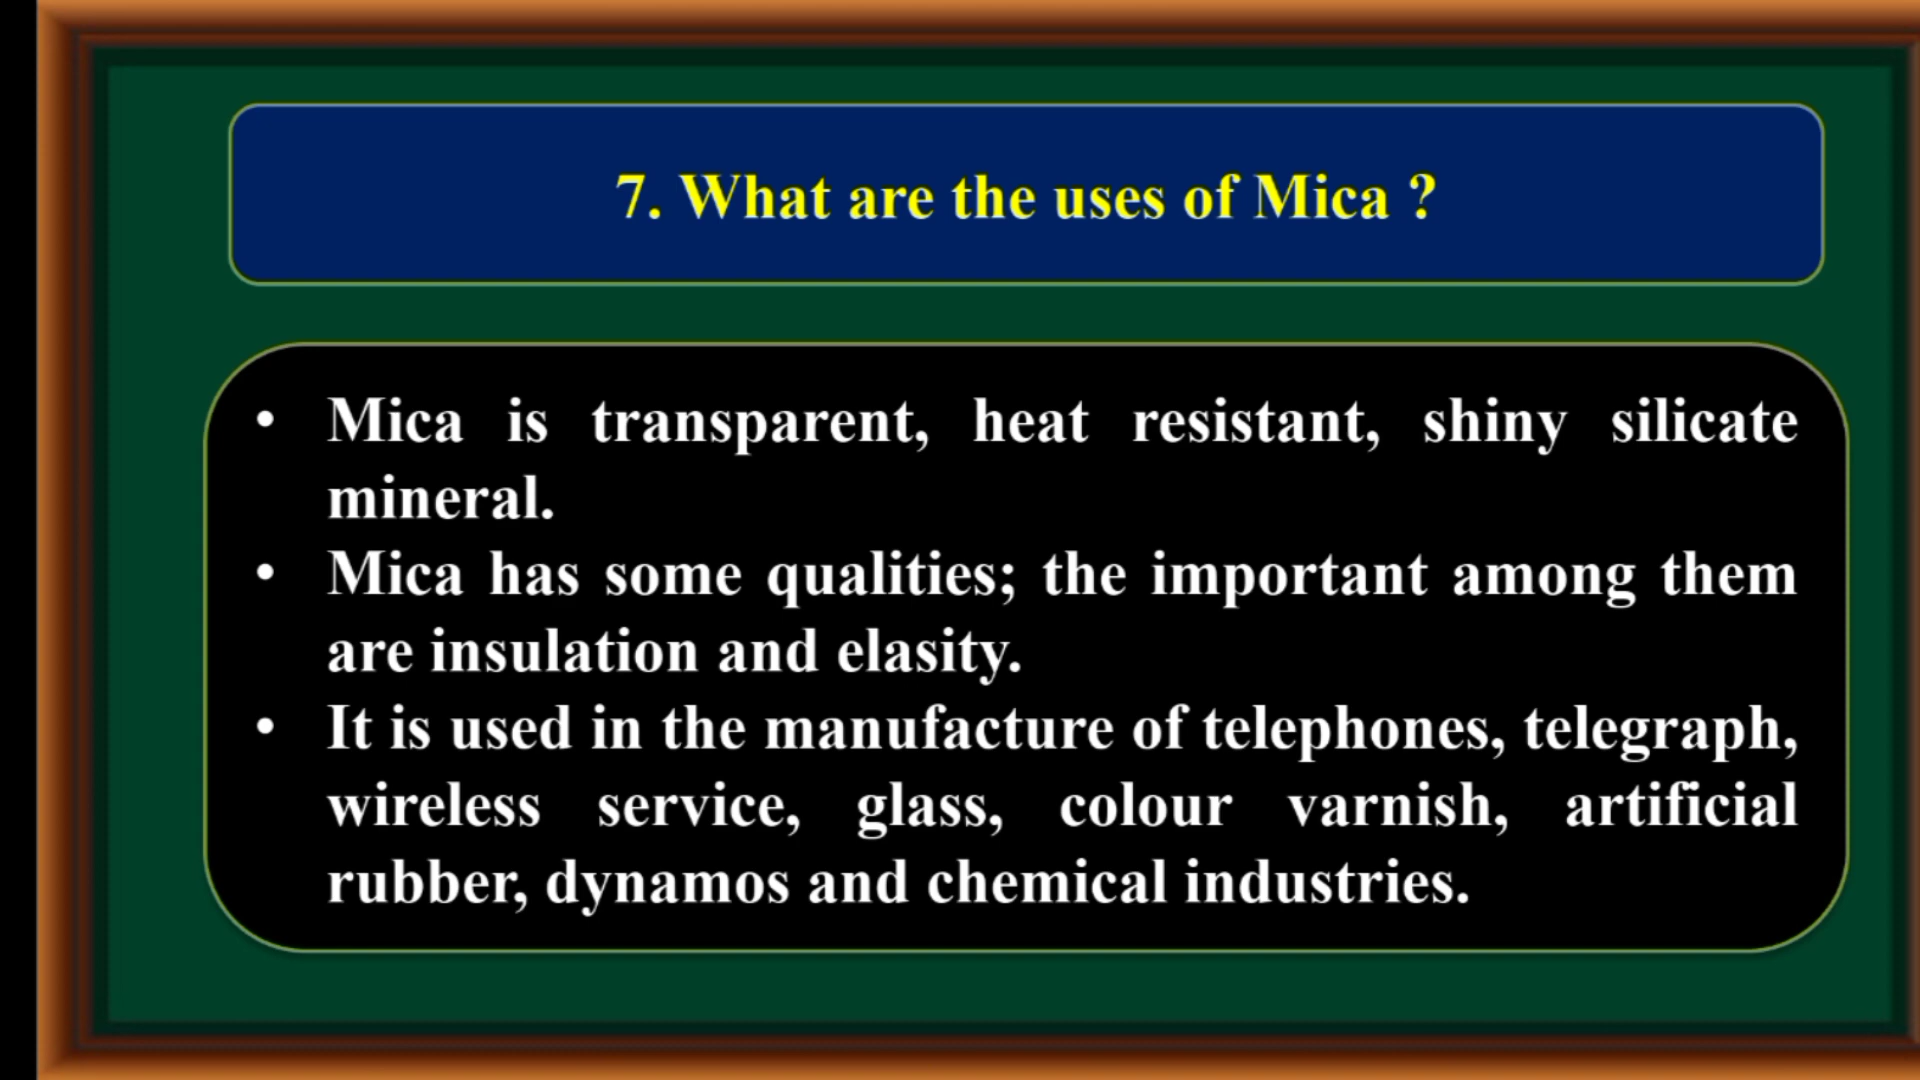 7. What are the uses of Mica ?
• Mica is transparent, heat resistant, shiny silicate
mineral.
• Mica has some qualities; the important among them
are insulation and elasity.
• It is used in the manufacture of telephones, telegraph,
wireless service, glass, colour varnish, artificial
rubber, dynamos and chemical industries.